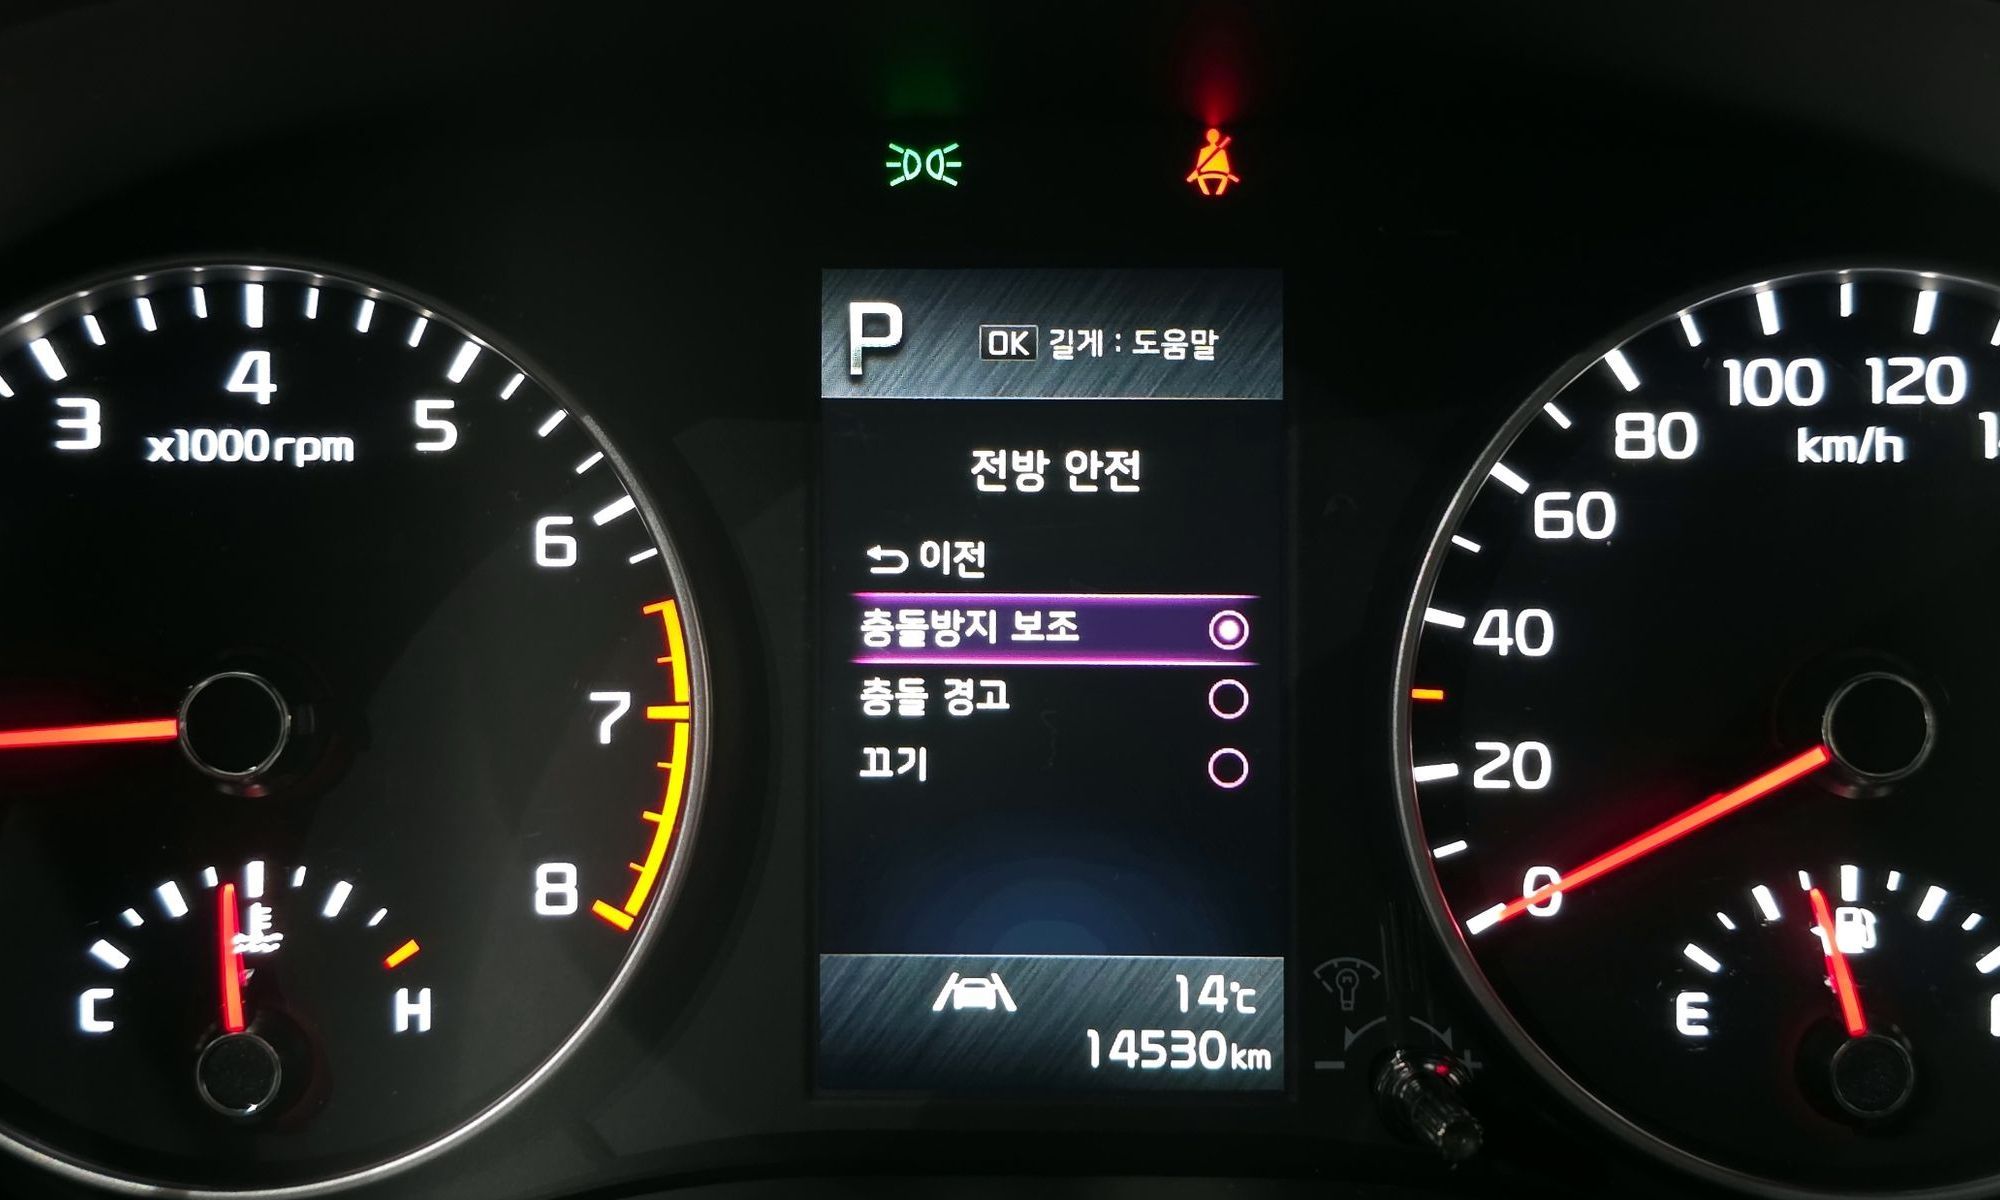 P
OK 길게 : 도움말
전방 안전
이전
충돌방지 보조
충돌 경고
끄기
14℃
14530km
3
4
5
6
7
8
x1000rpm
C
H
0
20
40
60
80
100
120
km/h
E